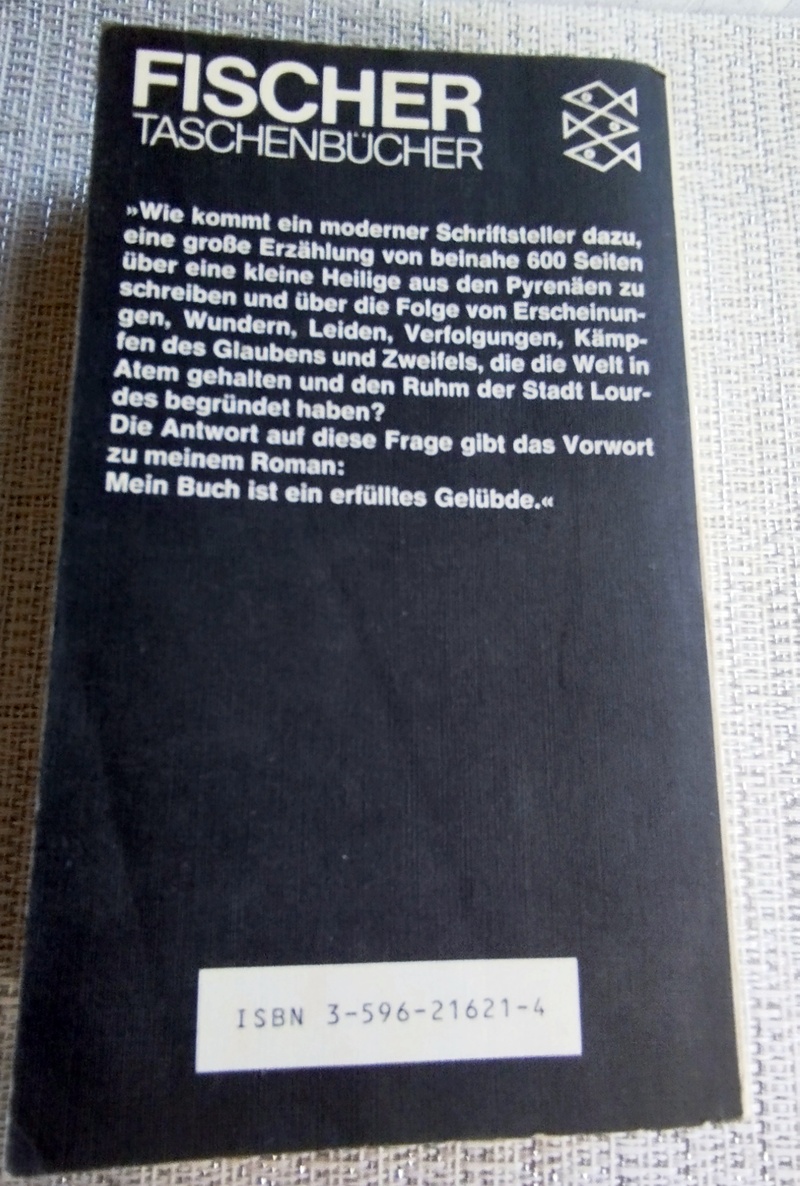 FISCHER
TASCHENBÜCHER
»Wie kommt ein moderner Schriftsteller dazu,
eine große Erzählung von beinahe 600 Seiten
über eine kleine Heilige aus den Pyrenäen zu
schreiben und über die Folge von Erscheinun-
gen, Wundern, Leiden, Verfolgungen, Kämp-
fen des Glaubens und Zweifels, die die Welt in
Atem gehalten und den Ruhm der Stadt Lour-
des begründet haben?
Die Antwort auf diese Frage gibt das Vorwort
zu meinem Roman:
Mein Buch ist ein erfülltes Gelübde.«
ISBN 3-596-21621-4